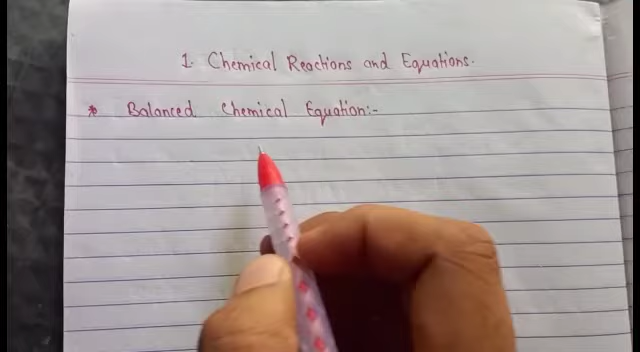 1. Chemical Reactions and Equations.
* Balanced Chemical Equation:-